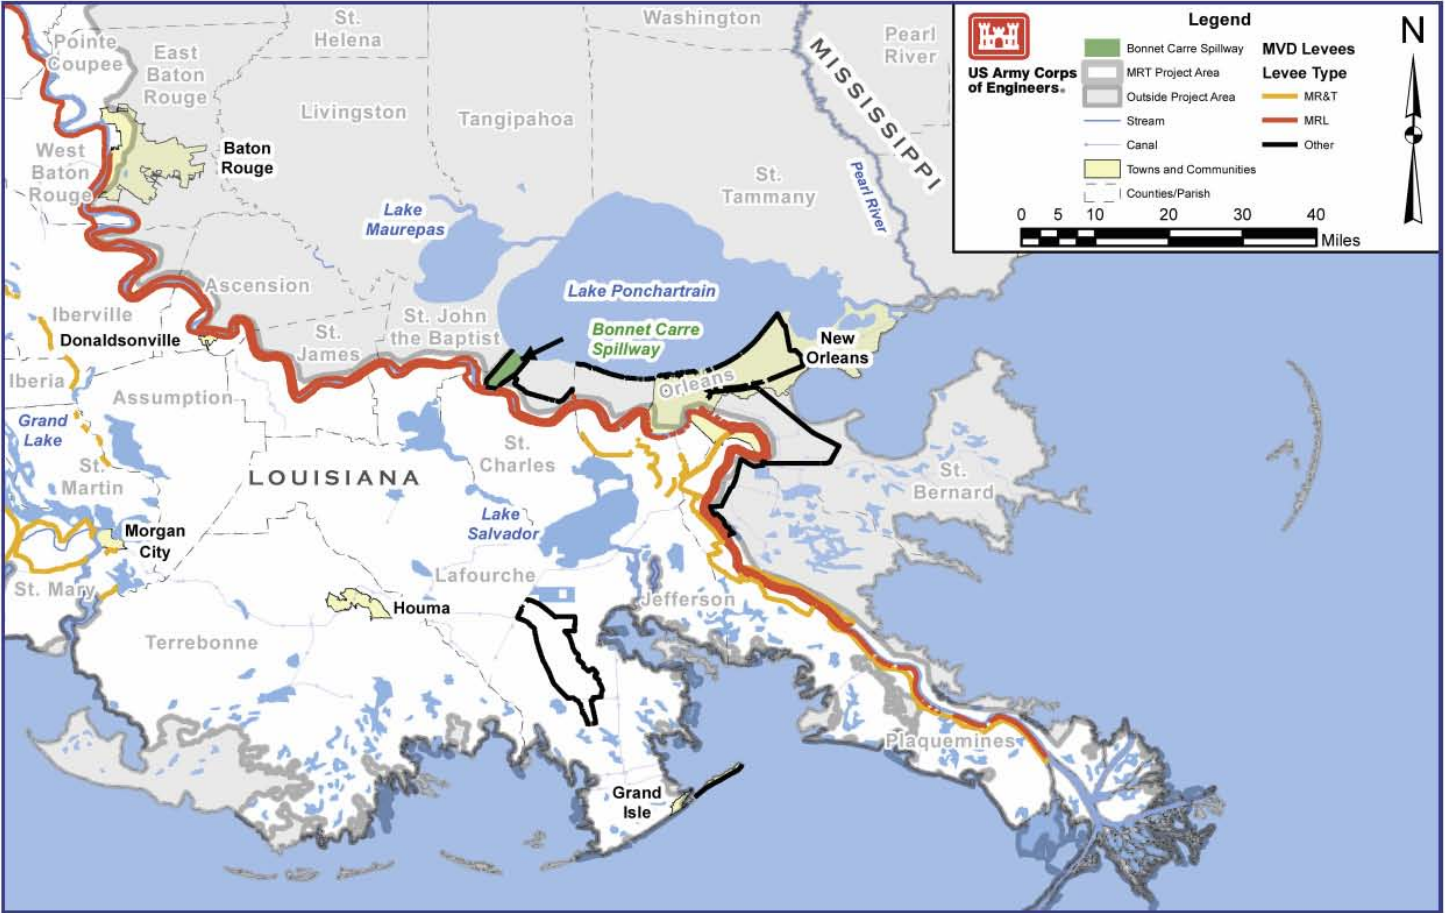 Pointe
Coupee
East
Baton
Rouge
St.
Helena
Washington
Pearl
River
MISSISSIPPI
Livingston
Tangipahoa
St.
Tammany
Pearl River
West
Baton
Rouge
Baton
Rouge
Lake
Maurepas
Lake Ponchartrain
Ascension
Iberville
Donaldsonville
St.
James
St. John
the Baptist
Bonnet Carre
Spillway
New
Orleans
Orleans
Iberia
Assumption
Grand
Lake
St.
Martin
LOUISIANA
St.
Charles
St.
Bernard
Lake
Salvador
Morgan
City
St. Mary
Lafourche
Houma
Jefferson
Terrebonne
Plaquemines
Grand
Isle
US Army Corps
of Engineers®
Legend
Bonnet Carre Spillway
MRT Project Area
Outside Project Area
Stream
Canal
Towns and Communities
Counties/Parish
MVD Levees
Levee Type
MR&T
MRL
Other
N
0 5 10 20 30 40
Miles